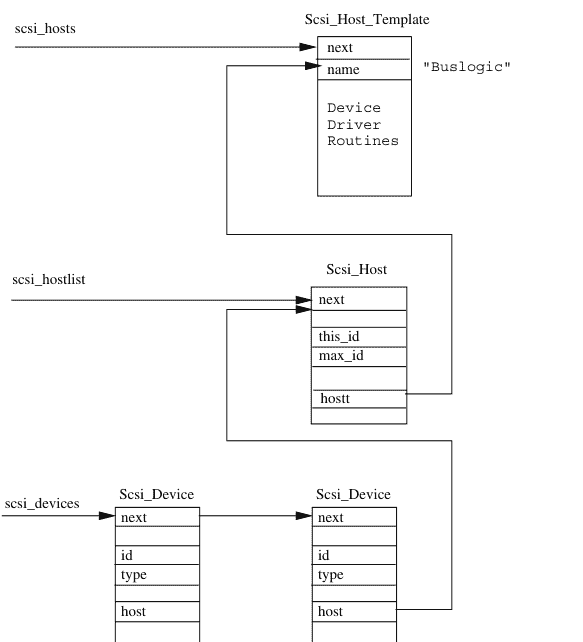 Scsi_Host_Template
scsi_hosts
next
name
"Buslogic"
Device
Driver
Routines
Scsi_Host
scsi_hostlist
next
this_id
max_id
hostt
Scsi_Device
Scsi_Device
scsi_devices
next
next
id
id
type
type
host
host